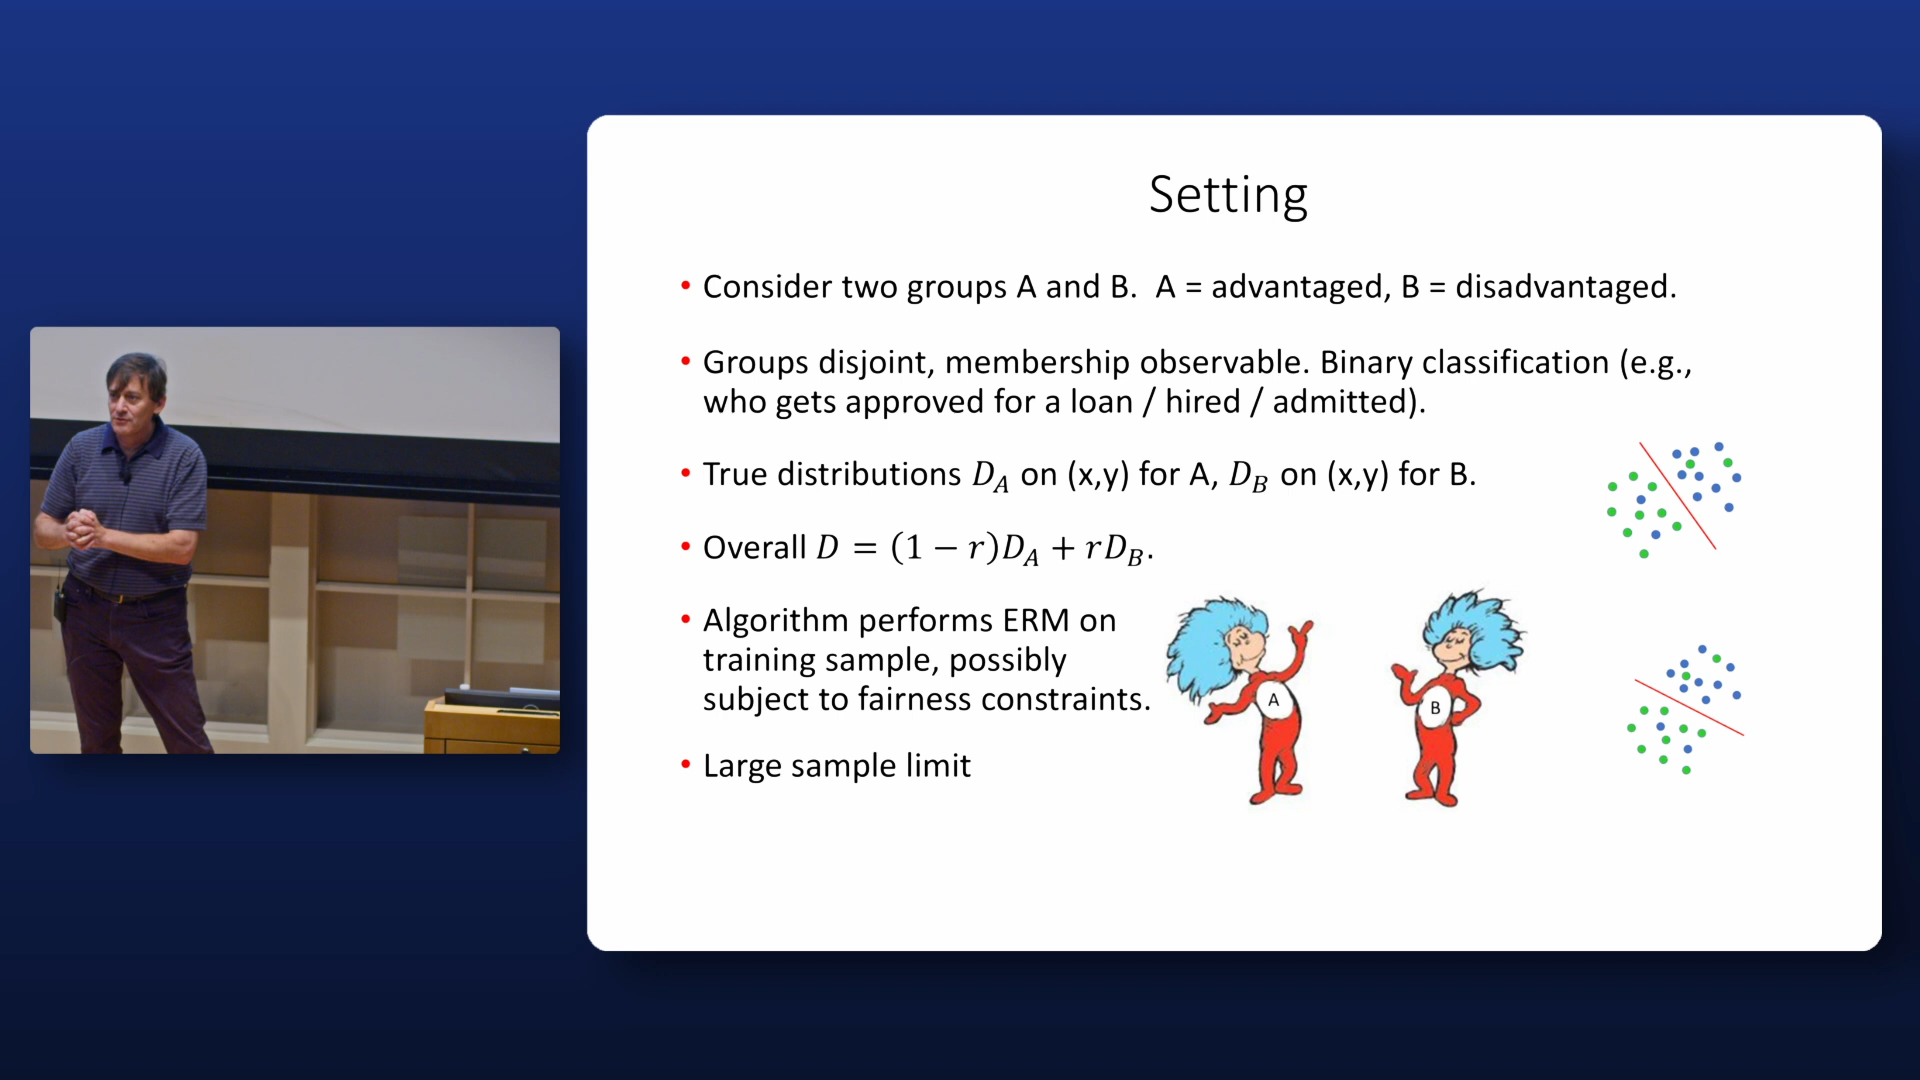 Setting
• Consider two groups A and B. A = advantaged, B = disadvantaged.
• Groups disjoint, membership observable. Binary classification (e.g.,
who gets approved for a loan / hired / admitted).
• True distributions D_A on (x,y) for A, D_B on (x,y) for B.
• Overall D = (1 − r)D_A + rD_B.
• Algorithm performs ERM on
training sample, possibly
subject to fairness constraints.
A
B
• Large sample limit